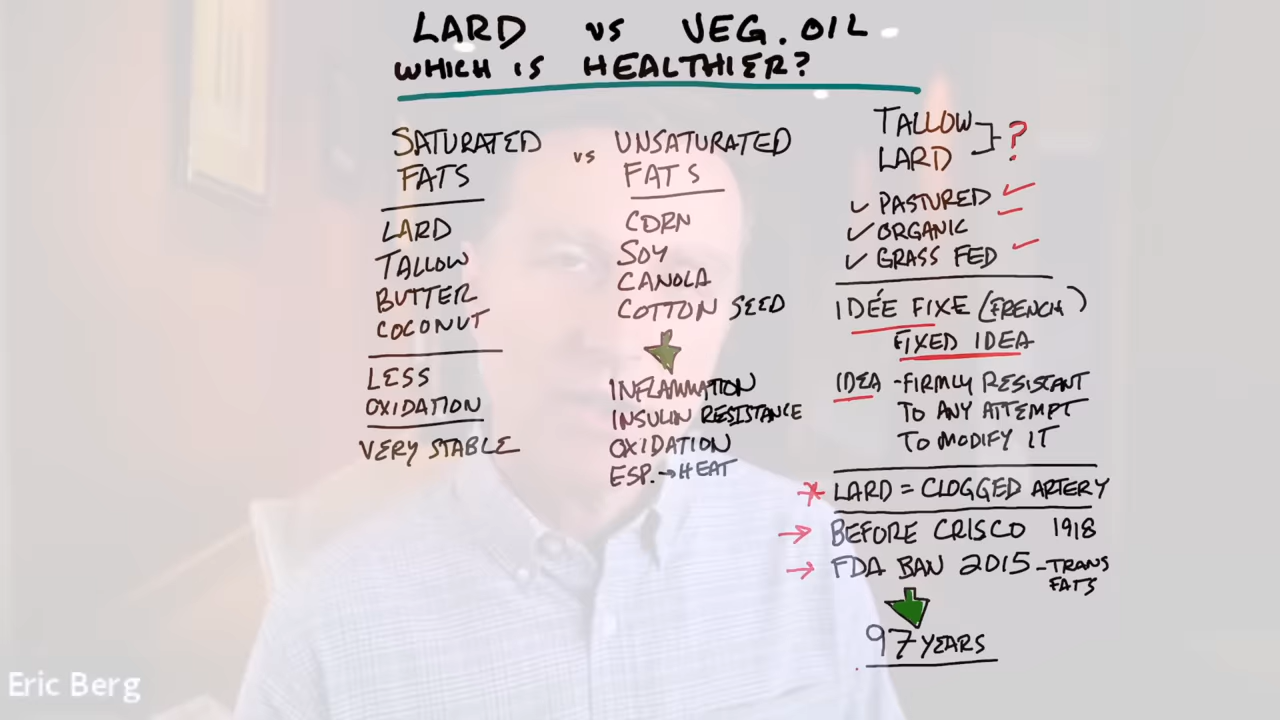 LARD vs VEG. OIL
WHICH IS HEALTHIER?
SATURATED
FATS
LARD
TALLOW
BUTTER
COCONUT
LESS
OXIDATION
VERY STABLE
vs
UNSATURATED
FATS
CORN
SOY
CANOLA
COTTON SEED
INFLAMMATION
INSULIN RESISTANCE
OXIDATION
ESP. → HEAT
TALLOW
LARD
?
✓ PASTURED ✓
✓ ORGANIC ✓
✓ GRASS FED ✓
IDÉE FIXE (FRENCH)
FIXED IDEA
IDEA - FIRMLY RESISTANT
TO ANY ATTEMPT
TO MODIFY IT
* LARD = CLOGGED ARTERY
→ BEFORE CRISCO 1918
→ FDA BAN 2015 - TRANS
FATS
97 YEARS
Eric Berg